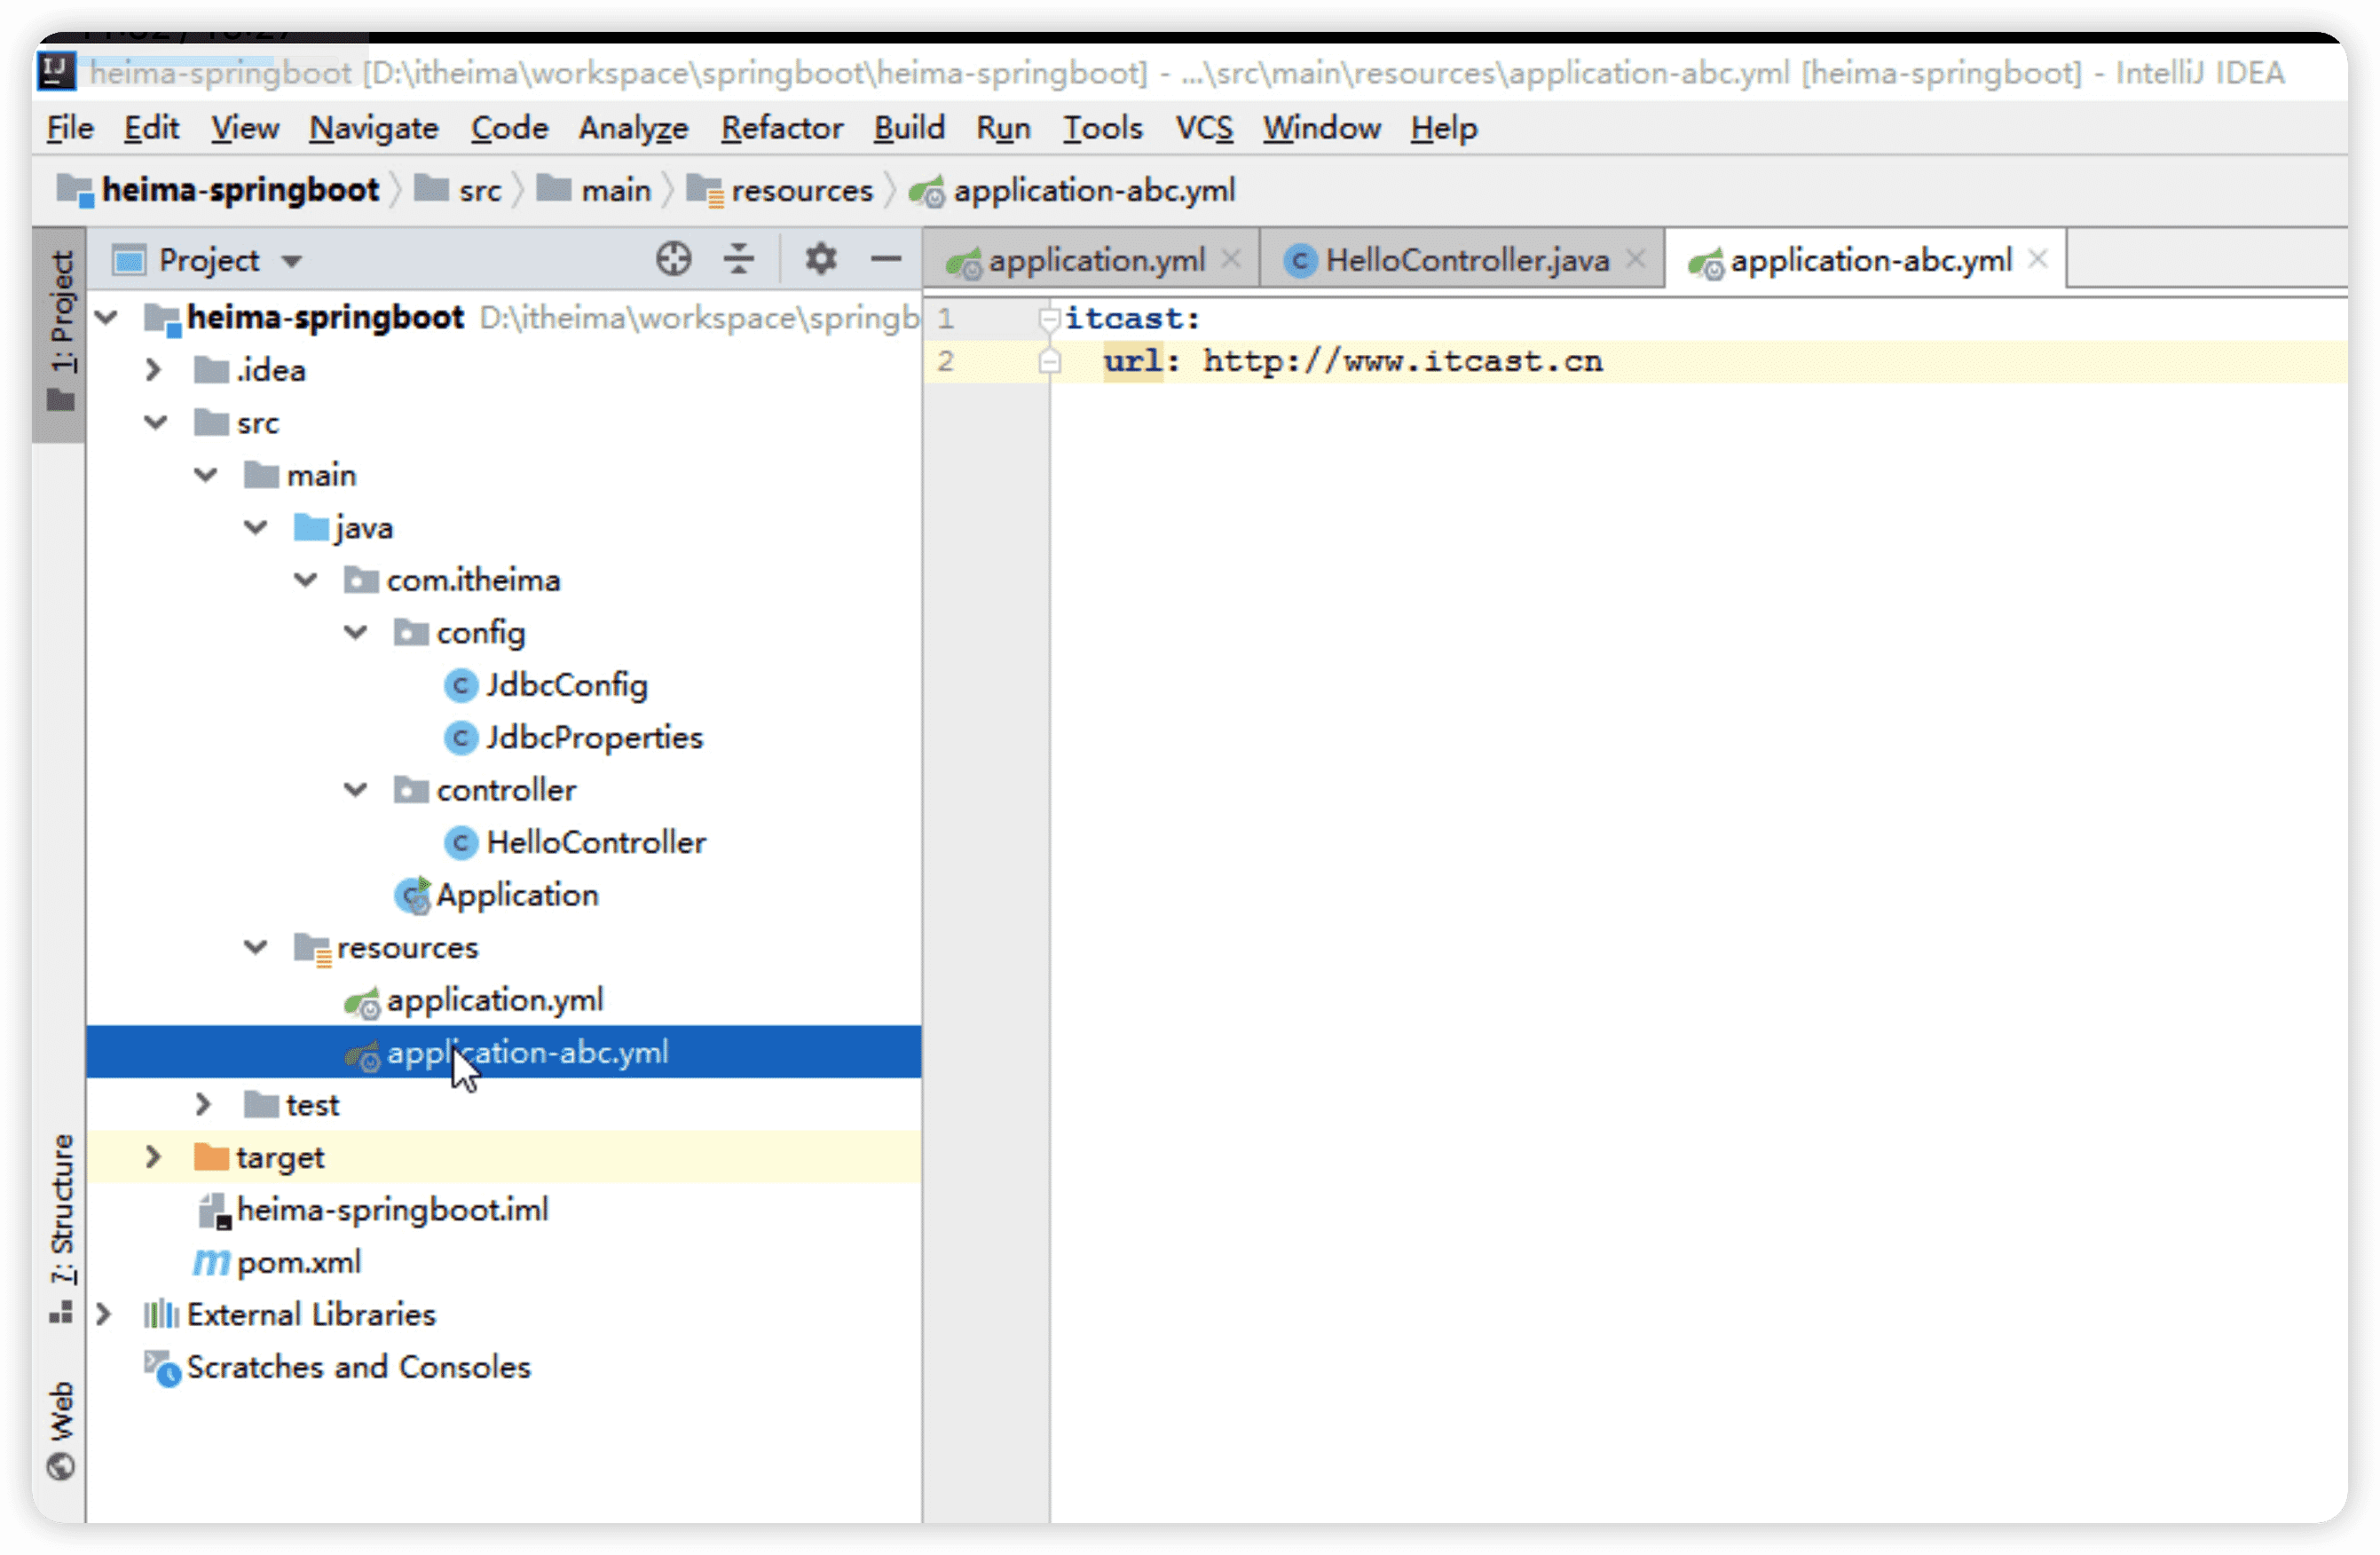 heima-springboot [D:\itheima\workspace\springboot\heima-springboot] - ...\src\main\resources\application-abc.yml [heima-springboot] - IntelliJ IDEA
File Edit View Navigate Code Analyze Refactor Build Run Tools VCS Window Help
heima-springboot src main resources application-abc.yml
1: Project
7: Structure
Web
Project
heima-springboot D:\itheima\workspace\springb
.idea
src
main
java
com.itheima
config
JdbcConfig
JdbcProperties
controller
HelloController
Application
resources
application.yml
application-abc.yml
test
target
heima-springboot.iml
pom.xml
External Libraries
Scratches and Consoles
application.yml HelloController.java application-abc.yml
1 itcast:
2 url: http://www.itcast.cn